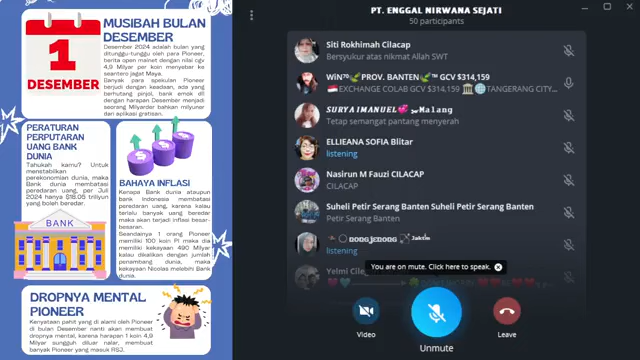 MUSIBAH BULAN
DESEMBER
1
DESEMBER
Desember 2024 adalah bulan yang
ditunggu-tunggu oleh para Pioneer,
berita open mainet dengan nilai cgv
4,9 Milyar per koin menyebar ke
seantero jagat Maya.
Banyak para spekulan Pioneer
berjudi dengan keadaan, ada yang
berhutang pinjol, bank emok dll
dengan harapan Desember menjadi
seorang Milyarder bahkan milyuner
dari aplikasi gratisan.
PERATURAN
PERPUTARAN
UANG BANK
DUNIA
Tahukah kamu? Untuk
menstabilkan
perekonomian dunia, maka
Bank dunia membatasi
peredaran uang, per Juli
2024 hanya $18.05 triliyun
yang boleh beredar.
BANK
BAHAYA INFLASI
Kenapa Bank dunia ataupun
bank Indonesia membatasi
peredaran uang, karena kalau
terlalu banyak uang beredar
maka akan terjadi inflasi besar-
besaran.
Seandainya 1 orang Pioneer
memiliki 100 koin Pi maka dia
memiliki kekayaan 490 Milyar
kalau dikalikan dengan jumlah
penambang dunia, maka
kekayaan Nicolas melebihi Bank
dunia.
DROPNYA MENTAL
PIONEER
Kenyataan pahit yang di alami oleh Pioneer
di bulan Desember nanti akan membuat
dropnya mental, karena harapan 1 koin 4,9
Milyar sungguh diluar nalar, membuat
banyak Pioneer yang masuk RSJ.
PT. ENGGAL NIRWANA SEJATI
50 participants
Siti Rokhimah Cilacap
Bersyukur atas nikmat Allah SWT
WiN⁷⁰🌿PROV. BANTEN🌿™ GCV $314,159
🇮🇩EXCHANGE COLAB GCV $314.159 🏛️🌐TANGERANG CITY...
SURYA IMANUEL💞Malang
Tetap semangat pantang menyerah
ELLIEANA SOFIA Blitar
listening
Nasirun M Fauzi CILACAP
CILACAP
Suheli Petir Serang Banten Suheli Petir Serang Banten
Petir Serang Banten
listening
Yelmi
You are on mute. Click here to speak.
Video
Leave
Unmute